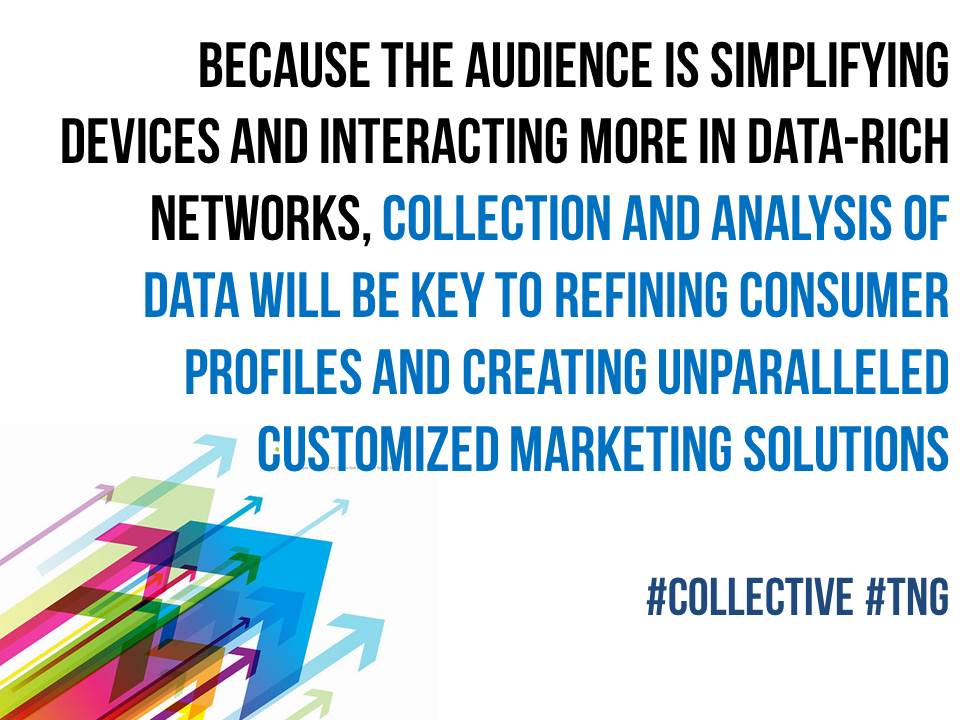 BECAUSE THE AUDIENCE IS SIMPLIFYING
DEVICES AND INTERACTING MORE IN DATA-RICH
NETWORKS, COLLECTION AND ANALYSIS OF
DATA WILL BE KEY TO REFINING CONSUMER
PROFILES AND CREATING UNPARALLELED
CUSTOMIZED MARKETING SOLUTIONS
#COLLECTIVE #TNG